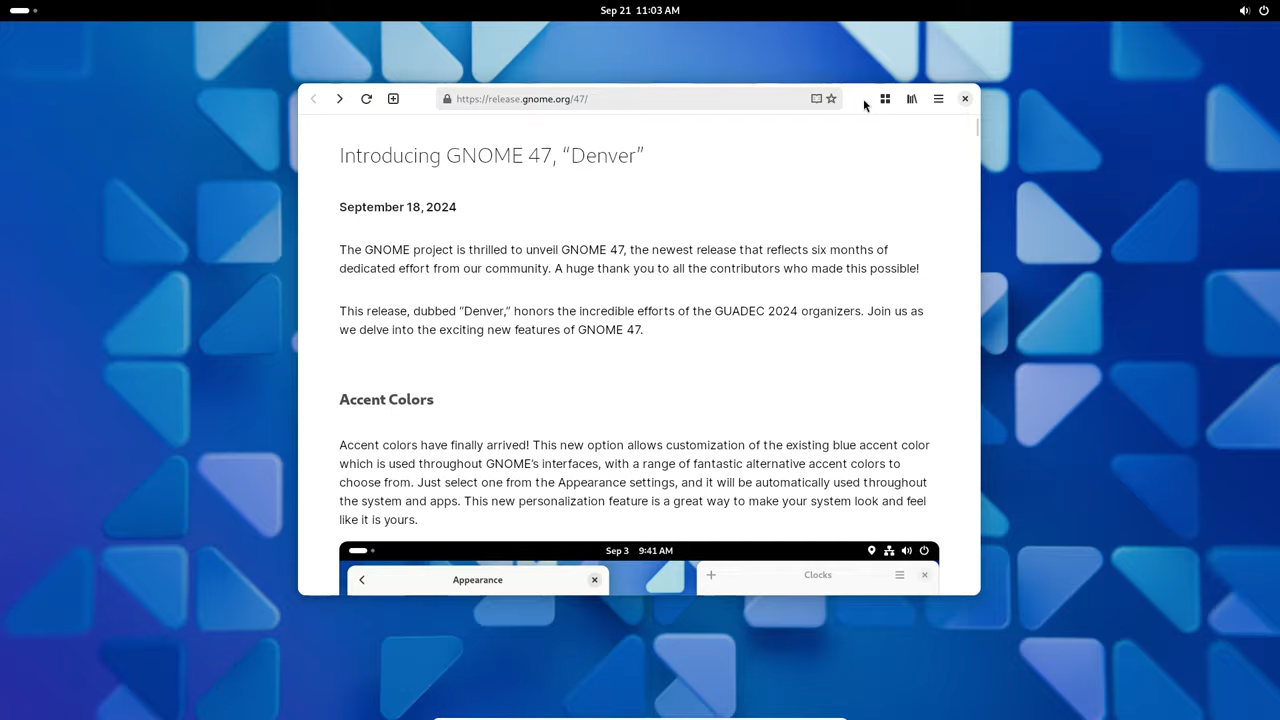 Sep 21 11:03 AM
https://release.gnome.org/47/
Introducing GNOME 47, “Denver”
September 18, 2024
The GNOME project is thrilled to unveil GNOME 47, the newest release that reflects six months of
dedicated effort from our community. A huge thank you to all the contributors who made this possible!
This release, dubbed “Denver,” honors the incredible efforts of the GUADEC 2024 organizers. Join us as
we delve into the exciting new features of GNOME 47.
Accent Colors
Accent colors have finally arrived! This new option allows customization of the existing blue accent color
which is used throughout GNOME’s interfaces, with a range of fantastic alternative accent colors to
choose from. Just select one from the Appearance settings, and it will be automatically used throughout
the system and apps. This new personalization feature is a great way to make your system look and feel
like it is yours.
Sep 3 9:41 AM
Appearance
Clocks